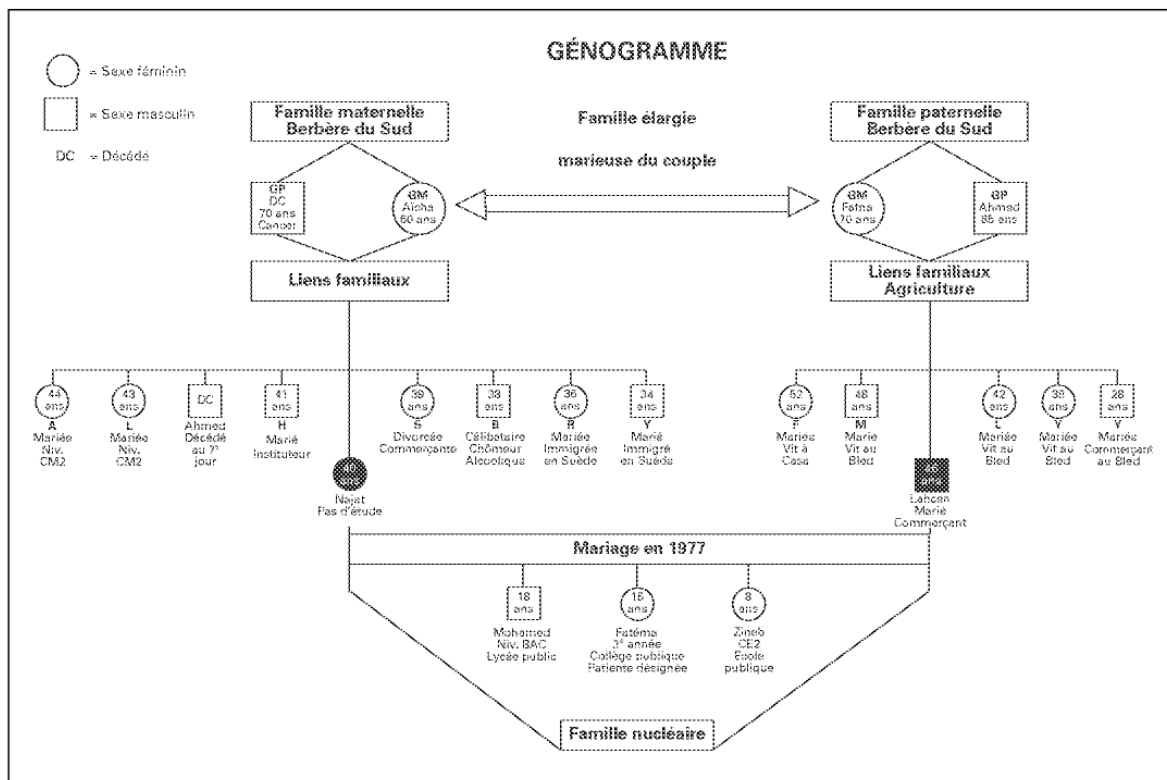 GÉNOGRAMME
= Sexe féminin
= Sexe masculin
DC = Décédé
Famille maternelle
Berbère du Sud
Famille élargie
marieuse du couple
Famille paternelle
Berbère du Sud
GP
DC
70 ans
Cancer
GM
Aïcha
60 ans
GM
Fatna
70 ans
GP
Ahmed
85 ans
Liens familiaux
Liens familiaux
Agriculture
44
ans
A
Mariée
Niv.
CM2
43
ans
L
Mariée
Niv.
CM2
DC
Ahmed
Décédé
au 7e
jour
41
ans
H
Marié
Instituteur
ans
Najat
Pas d'étude
39
ans
S
Divorcée
Commerçante
38
ans
B
Célibataire
Chômeur
Alcoolique
36
ans
R
Mariée
Immigrée
en Suède
34
ans
Y
Marié
Immigré
en Suède
52
ans
F
Mariée
Vit à
Casa
48
ans
M
Marié
Vit au
Bled
ans
Lahcen
Marié
Commerçant
42
ans
L
Mariée
Vit au
Bled
ans
Mariée
Vit au
Bled
28
ans
Commerçant
au Bled
Mariage en 1977
18
ans
Mohamed
Niv. BAC
Lycée public
ans
Fatéma
3e année
Collège publique
Patiente désignée
8
ans
Zineb
CE2
Ecole
publique
Famille nucléaire